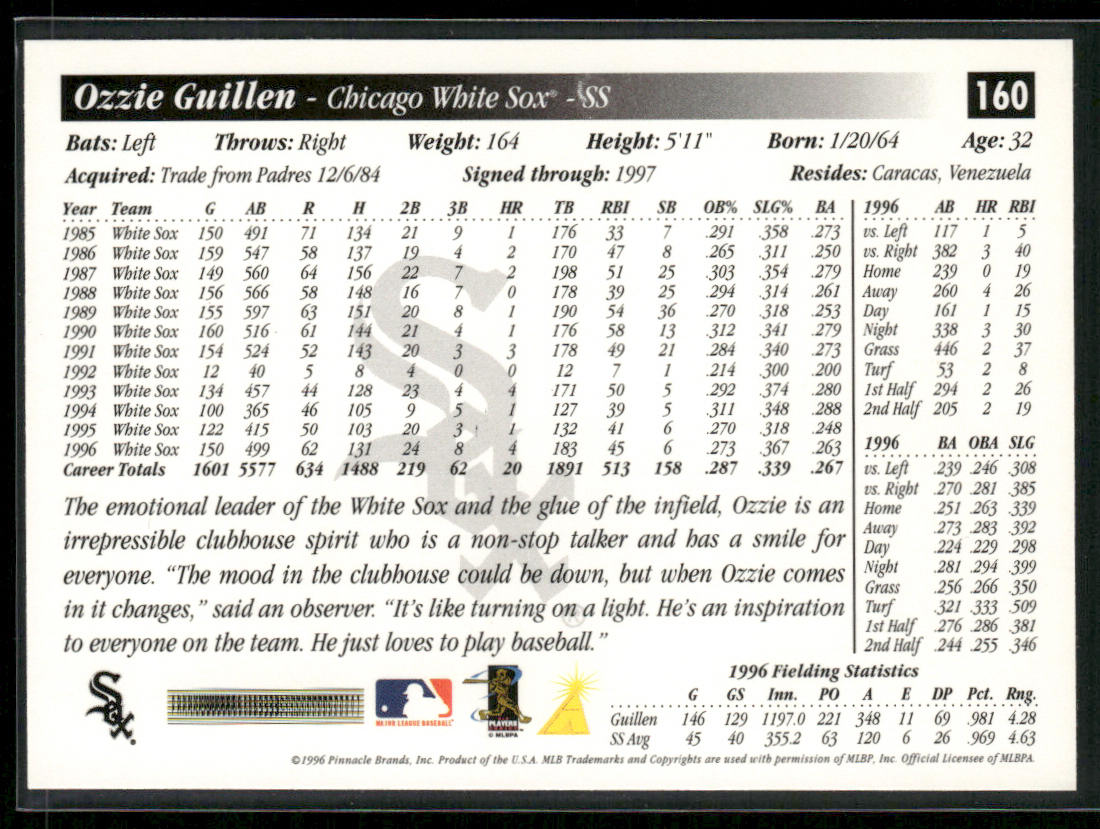 Ozzie Guillen - Chicago White Sox® - SS 160
Bats: Left Throws: Right Weight: 164 Height: 5'11" Born: 1/20/64 Age: 32
Acquired: Trade from Padres 12/6/84 Signed through: 1997 Resides: Caracas, Venezuela
Year Team G AB R H 2B 3B HR TB RBI SB OB% SLG% BA
1985 White Sox 150 491 71 134 21 9 1 176 33 7 .291 .358 .273
1986 White Sox 159 547 58 137 19 4 2 170 47 8 .265 .311 .250
1987 White Sox 149 560 64 156 22 7 2 198 51 25 .303 .354 .279
1988 White Sox 156 566 58 148 16 7 0 178 39 25 .294 .314 .261
1989 White Sox 155 597 63 151 20 8 1 190 54 36 .270 .318 .253
1990 White Sox 160 516 61 144 21 4 1 176 58 13 .312 .341 .279
1991 White Sox 154 524 52 143 20 3 3 178 49 21 .284 .340 .273
1992 White Sox 12 40 5 8 4 0 0 12 7 1 .214 .300 .200
1993 White Sox 134 457 44 128 23 4 4 171 50 5 .292 .374 .280
1994 White Sox 100 365 46 105 9 5 1 127 39 5 .311 .348 .288
1995 White Sox 122 415 50 103 20 3 1 132 41 6 .270 .318 .248
1996 White Sox 150 499 62 131 24 8 4 183 45 6 .273 .367 .263
Career Totals 1601 5577 634 1488 219 62 20 1891 513 158 .287 .339 .267
The emotional leader of the White Sox and the glue of the infield, Ozzie is an
irrepressible clubhouse spirit who is a non-stop talker and has a smile for
everyone. “The mood in the clubhouse could be down, but when Ozzie comes
in it changes,” said an observer. “It’s like turning on a light. He’s an inspiration
to everyone on the team. He just loves to play baseball.”
1996 AB HR RBI
vs. Left 117 1 5
vs. Right 382 3 40
Home 239 0 19
Away 260 4 26
Day 161 1 15
Night 338 3 30
Grass 446 2 37
Turf 53 2 8
1st Half 294 2 26
2nd Half 205 2 19
1996 BA OBA SLG
vs. Left .239 .246 .308
vs. Right .270 .281 .385
Home .251 .263 .339
Away .273 .283 .392
Day .224 .229 .298
Night .281 .294 .399
Grass .256 .266 .350
Turf .321 .333 .509
1st Half .276 .286 .381
2nd Half .244 .255 .346
Sox
MAJOR LEAGUE BASEBALL
PLAYERS
© MLBPA
1996 Fielding Statistics
G GS Inn. PO A E DP Pct. Rng.
Guillen 146 129 1197.0 221 348 11 69 .981 4.28
SS Avg 45 40 355.2 63 120 6 26 .969 4.63
©1996 Pinnacle Brands, Inc. Product of the U.S.A. MLB Trademarks and Copyrights are used with permission of MLBP, Inc. Official Licensee of MLBPA.